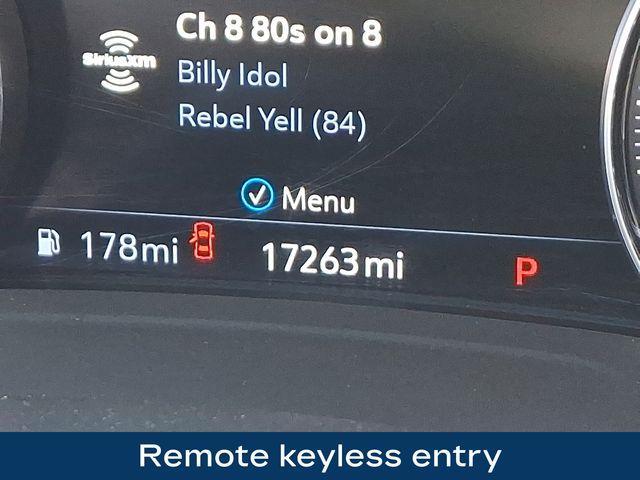 Ch 8 80s on 8
SiriusXM
Billy Idol
Rebel Yell (84)
Menu
178mi
17263mi
P
Remote keyless entry